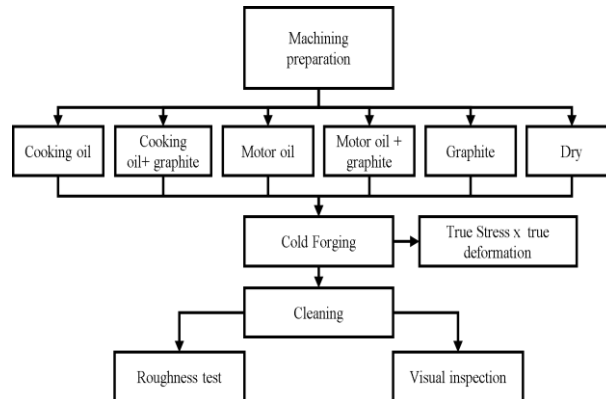 Machining
preparation
Cooking oil
Cooking
oil+ graphite
Motor oil
Motor oil +
graphite
Graphite
Dry
Cold Forging
True Stress x true
deformation
Cleaning
Roughness test
Visual inspection